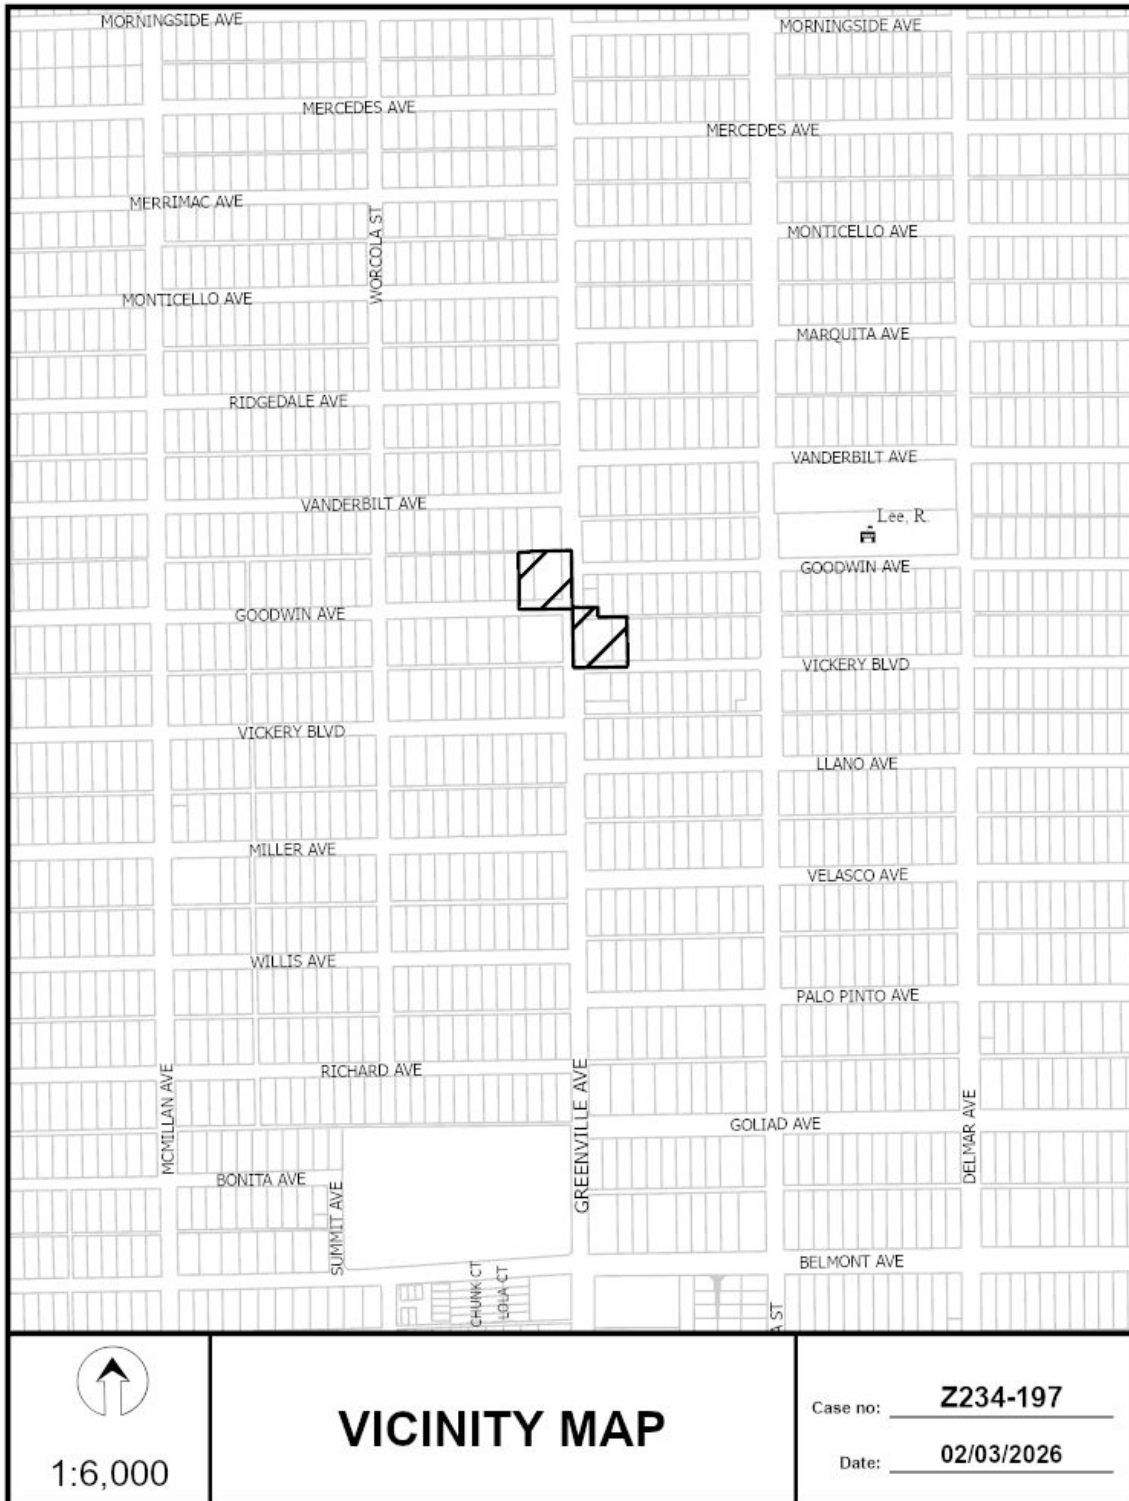 MORNINGSIDE AVE
MORNINGSIDE AVE
MERCEDES AVE
MERCEDES AVE
MERRIMAC AVE
WORCOLA ST
MONTICELLO AVE
MONTICELLO AVE
MARQUITA AVE
RIDGEDALE AVE
VANDERBILT AVE
VANDERBILT AVE
Lee, R.
GOODWIN AVE
GOODWIN AVE
VICKERY BLVD
VICKERY BLVD
LLANO AVE
MILLER AVE
VELASCO AVE
WILLIS AVE
PALO PINTO AVE
RICHARD AVE
MCMILLAN AVE
GREENVILLE AVE
GOLIAD AVE
DELMAR AVE
BONITA AVE
SUMMIT AVE
BELMONT AVE
CHUNK CT
LOLA CT
A ST
1:6,000
VICINITY MAP
Case no: Z234-197
Date: 02/03/2026